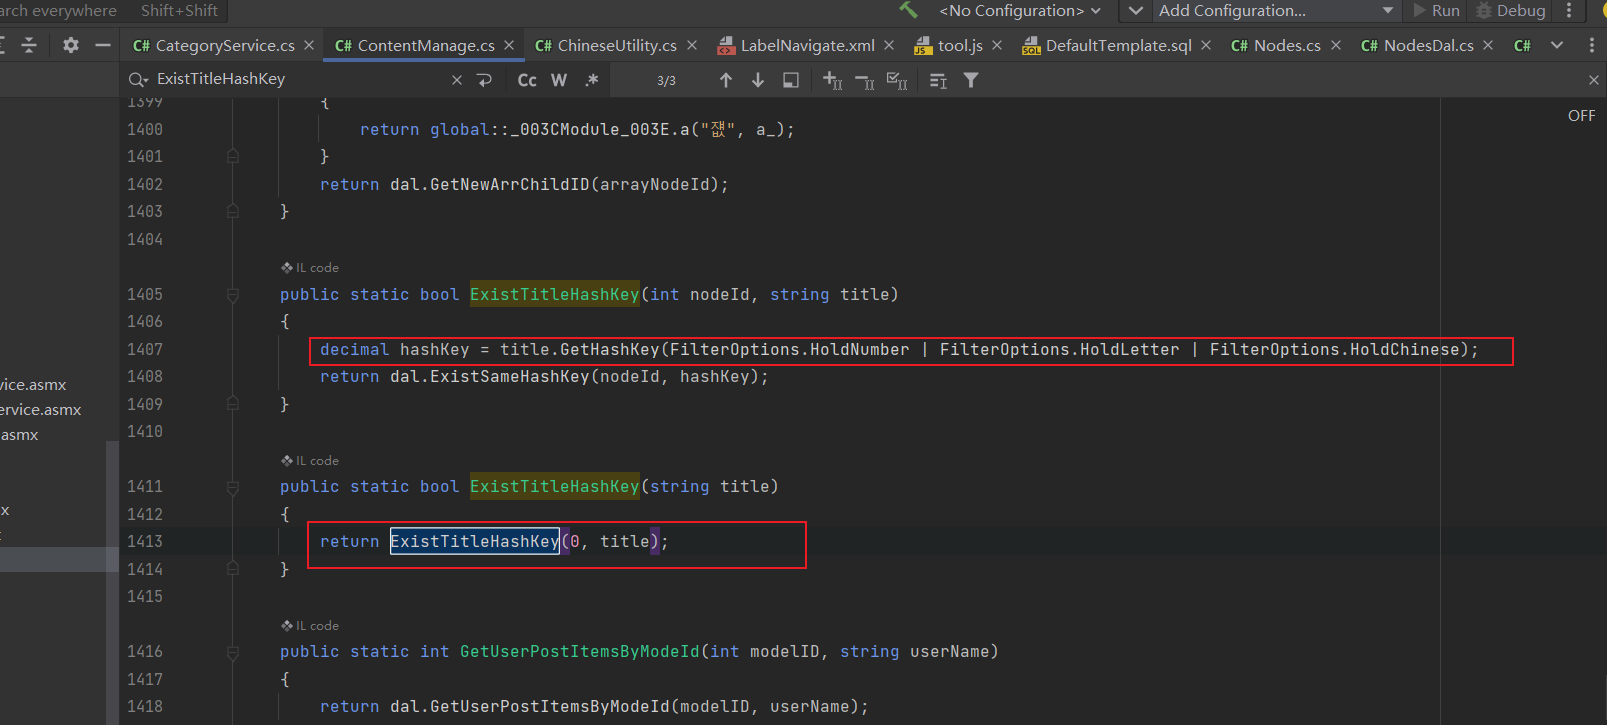 arch everywhere Shift+Shift <No Configuration> Add Configuration... Run Debug
C# CategoryService.cs C# ContentManage.cs C# ChineseUtility.cs LabelNavigate.xml tool.js DefaultTemplate.sql C# Nodes.cs C# NodesDal.cs C#
ExistTitleHashKey Cc W .* 3/3
OFF
1399 {
1400 return global::_003CModule_003E.a("쟶", a_);
1401 }
1402 return dal.GetNewArrChildID(arrayNodeId);
1403 }
1404
IL code
1405 public static bool ExistTitleHashKey(int nodeId, string title)
1406 {
1407 decimal hashKey = title.GetHashKey(FilterOptions.HoldNumber | FilterOptions.HoldLetter | FilterOptions.HoldChinese);
1408 return dal.ExistSameHashKey(nodeId, hashKey);
1409 }
1410
IL code
1411 public static bool ExistTitleHashKey(string title)
1412 {
1413 return ExistTitleHashKey(0, title);
1414 }
1415
IL code
1416 public static int GetUserPostItemsByModeId(int modelID, string userName)
1417 {
1418 return dal.GetUserPostItemsByModeId(modelID, userName);
vice.asmx
ervice.asmx
asmx
x